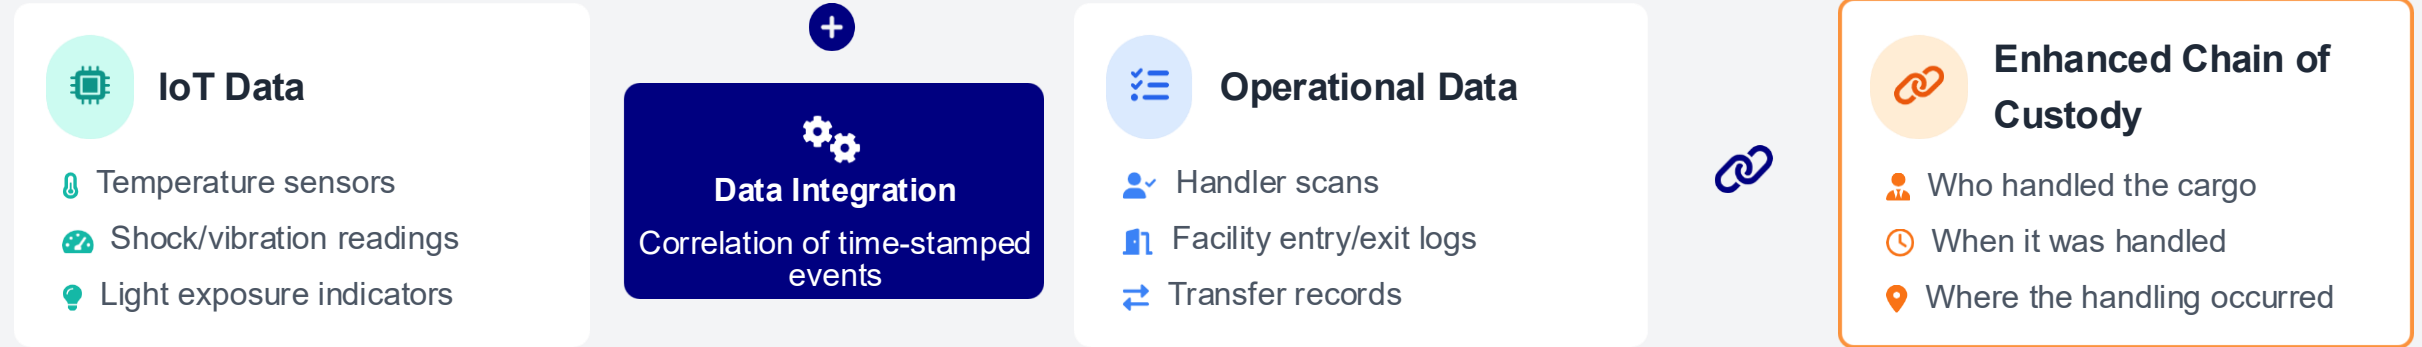 IoT Data
Temperature sensors
Shock/vibration readings
Light exposure indicators
Data Integration
Correlation of time-stamped
events
Operational Data
Handler scans
Facility entry/exit logs
Transfer records
Enhanced Chain of
Custody
Who handled the cargo
When it was handled
Where the handling occurred